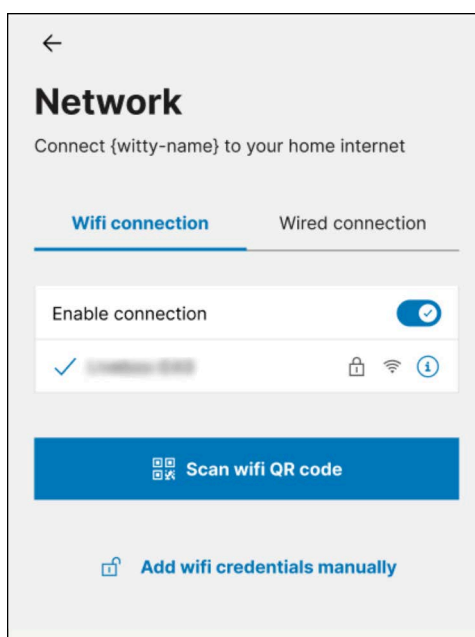 Network
Connect {witty-name} to your home internet
Wifi connection
Wired connection
Enable connection
Scan wifi QR code
Add wifi credentials manually